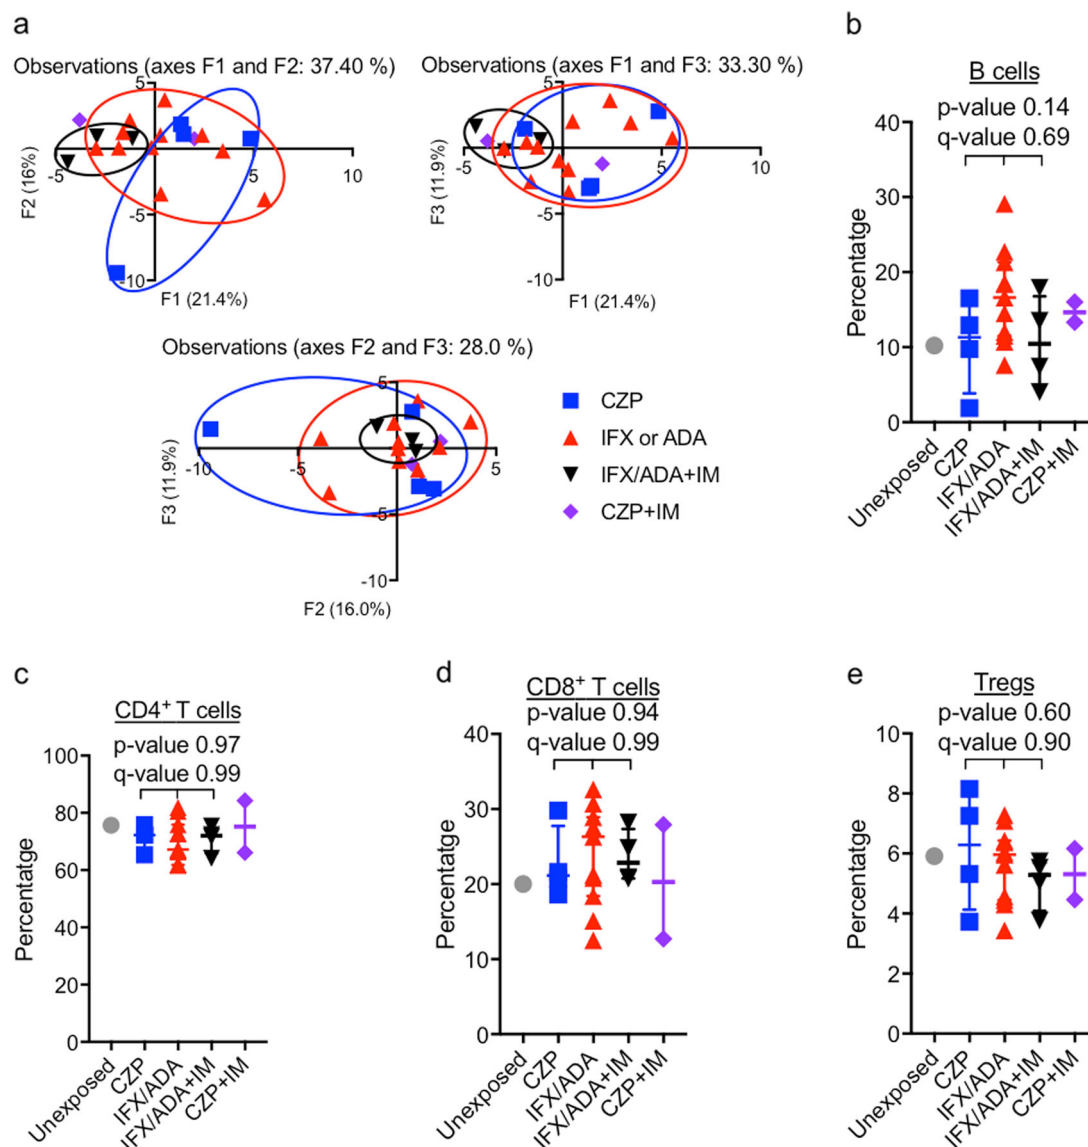 a
Observations (axes F1 and F2: 37.40 %)
5
-5
5
10
-5
-10
F2 (16%)
F1 (21.4%)
Observations (axes F1 and F3: 33.30 %)
5
-5
5
10
-5
-10
F3 (11.9%)
F1 (21.4%)
Observations (axes F2 and F3: 28.0 %)
5
-10
-5
5
-5
-10
F3 (11.9%)
F2 (16.0%)
CZP
IFX or ADA
IFX/ADA+IM
CZP+IM
b
B cells
p-value 0.14
q-value 0.69
40
30
20
10
0
Percentatge
Unexposed
CZP
IFX/ADA
IFX/ADA+IM
CZP+IM
c
CD4+ T cells
p-value 0.97
q-value 0.99
100
80
60
40
20
0
Percentatge
Unexposed
CZP
IFX/ADA
IFX/ADA+IM
CZP+IM
d
CD8+ T cells
p-value 0.94
q-value 0.99
40
30
20
10
0
Percentatge
Unexposed
CZP
IFX/ADA
IFX/ADA+IM
CZP+IM
e
Tregs
p-value 0.60
q-value 0.90
10
8
6
4
2
0
Percentatge
Unexposed
CZP
IFX/ADA
IFX/ADA+IM
CZP+IM